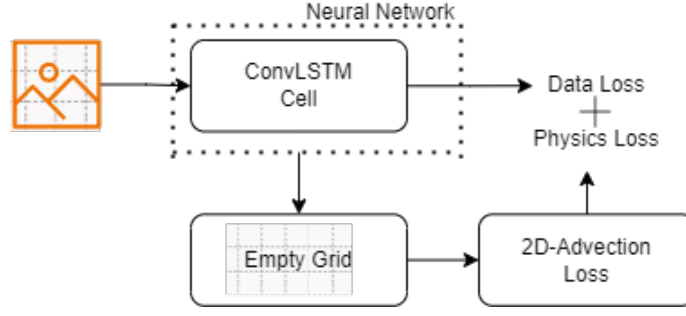 Neural Network
ConvLSTM
Cell
Data Loss
+
Physics Loss
Empty Grid
2D-Advection
Loss